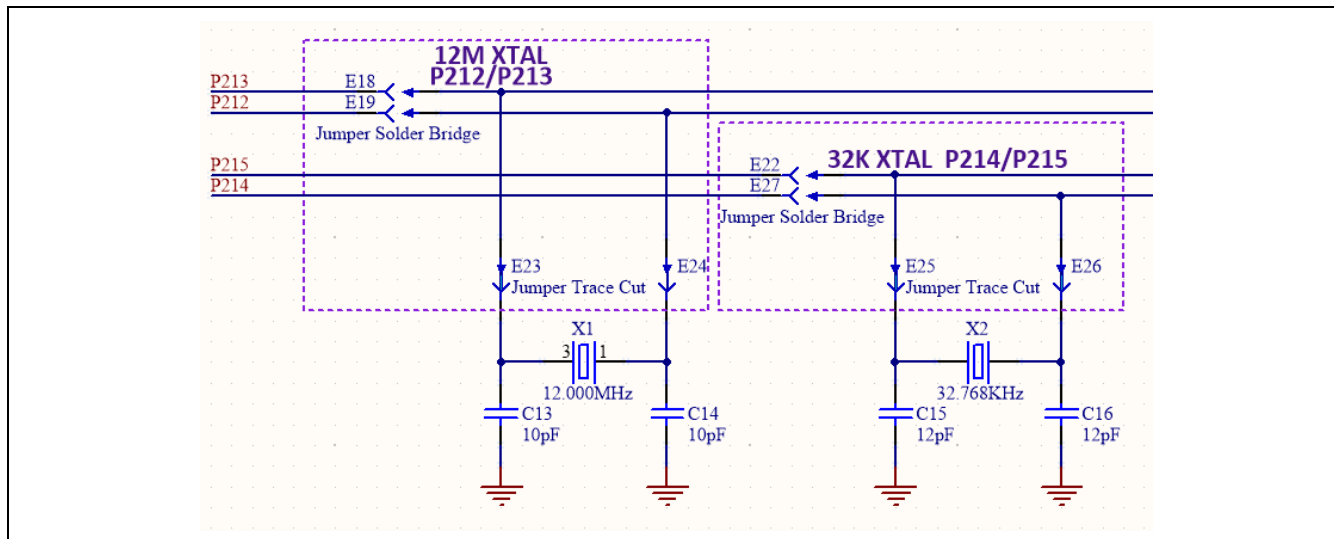 12M XTAL
P212/P213
P213
E18
P212
E19
Jumper Solder Bridge
P215
E22
32K XTAL P214/P215
P214
E27
Jumper Solder Bridge
E23
E24
Jumper Trace Cut
E25
E26
Jumper Trace Cut
X1
3
1
12.000MHz
X2
32.768KHz
C13
10pF
C14
10pF
C15
12pF
C16
12pF